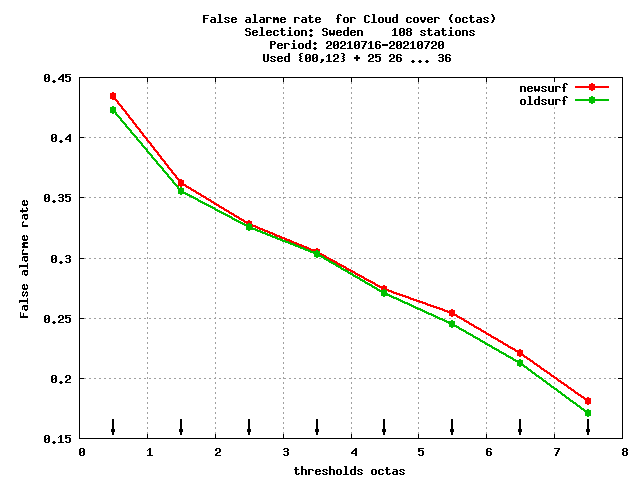 False alarme rate  for Cloud cover (octas)
Selection: Sweden    108 stations
Period: 20210716-20210720
Used {00,12} + 25 26 ... 36
newsurf
oldsurf
0.45
0.4
0.35
0.3
0.25
0.2
0.15
False alarme rate
0 1 2 3 4 5 6 7 8
thresholds octas